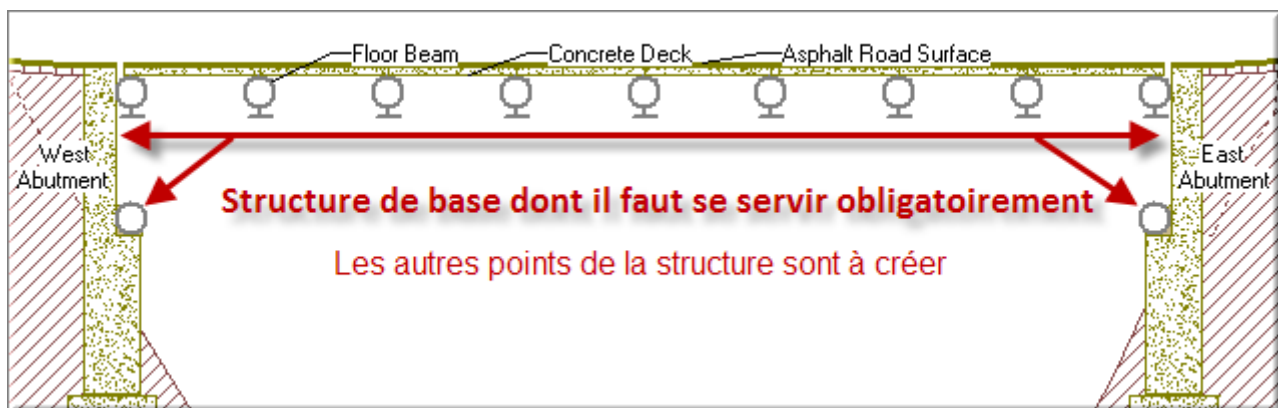 Floor Beam Concrete Deck Asphalt Road Surface
West
Abutment
East
Abutment
Structure de base dont il faut se servir obligatoirement
Les autres points de la structure sont à créer